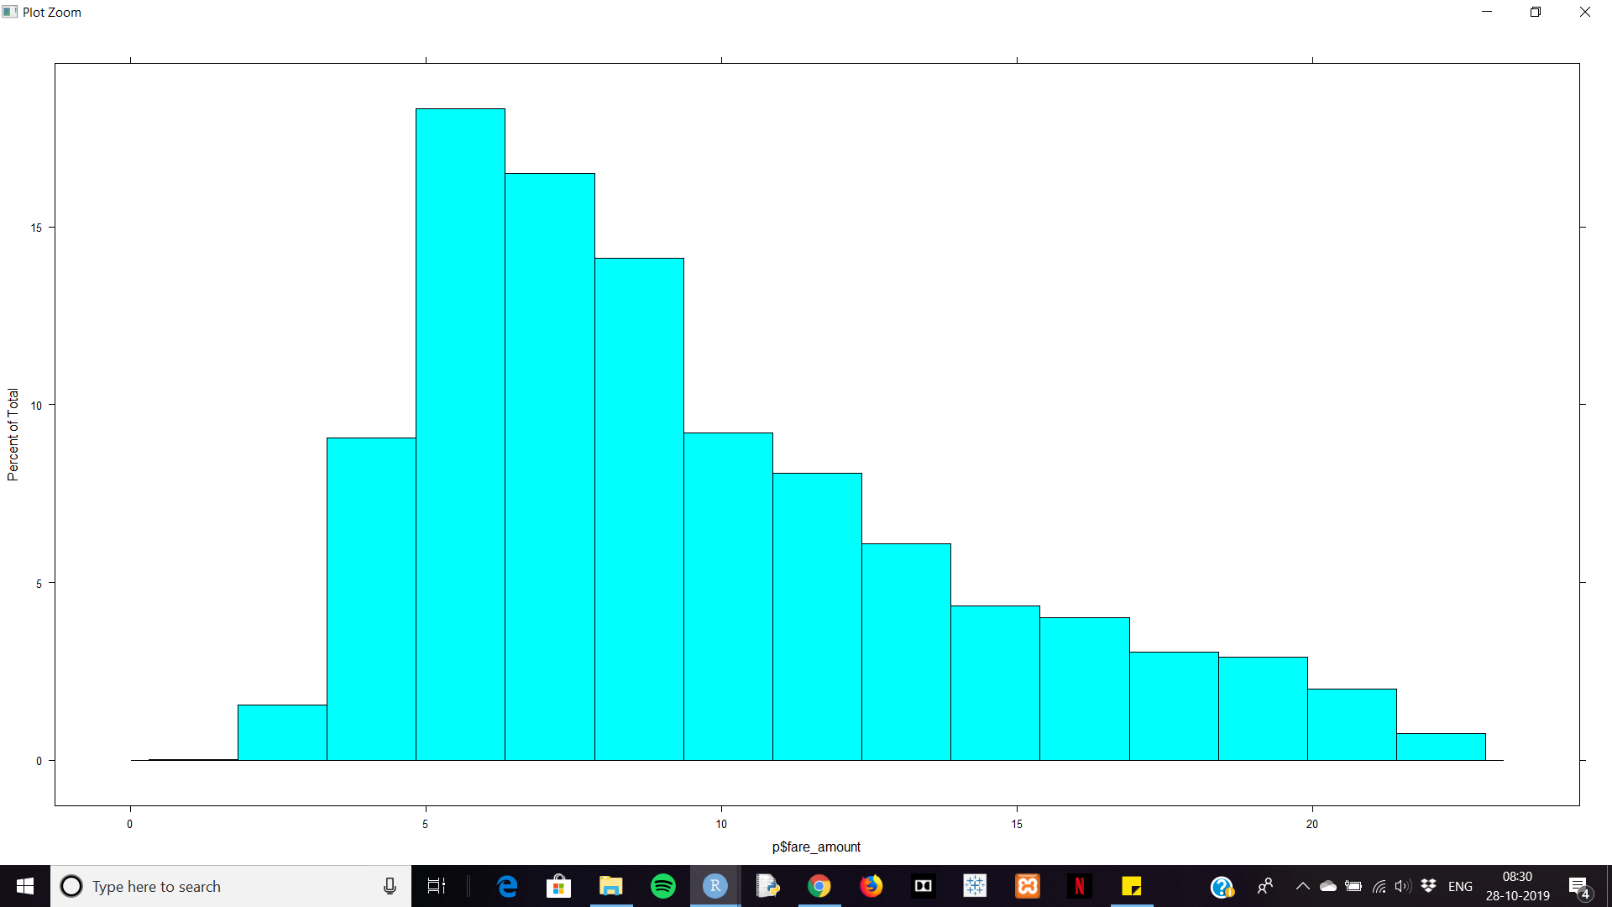 Plot Zoom
15
10
5
0
Percent of Total
0 5 10 15 20
p$fare_amount
Type here to search
R
N
ENG
08:30
28-10-2019
4